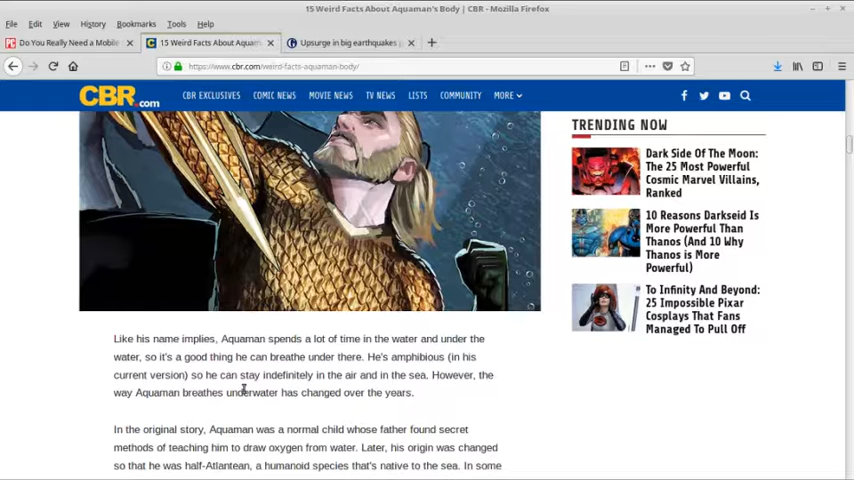 15 Weird Facts About Aquaman's Body | CBR - Mozilla Firefox
File Edit View History Bookmarks Tools Help
Do You Really Need a Mobile
15 Weird Facts About Aquaman
Upsurge in big earthquakes
https://www.cbr.com/weird-facts-aquaman-body/
CBR.com
CBR EXCLUSIVES COMIC NEWS MOVIE NEWS TV NEWS LISTS COMMUNITY MORE
TRENDING NOW
Dark Side Of The Moon:
The 25 Most Powerful
Cosmic Marvel Villains,
Ranked
10 Reasons Darkseid Is
More Powerful Than
Thanos (And 10 Why
Thanos is More
Powerful)
To Infinity And Beyond:
25 Impossible Pixar
Cosplays That Fans
Managed To Pull Off
Like his name implies, Aquaman spends a lot of time in the water and under the
water, so it's a good thing he can breathe under there. He's amphibious (in his
current version) so he can stay indefinitely in the air and in the sea. However, the
way Aquaman breathes underwater has changed over the years.
In the original story, Aquaman was a normal child whose father found secret
methods of teaching him to draw oxygen from water. Later, his origin was changed
so that he was half-Atlantean, a humanoid species that's native to the sea. In some